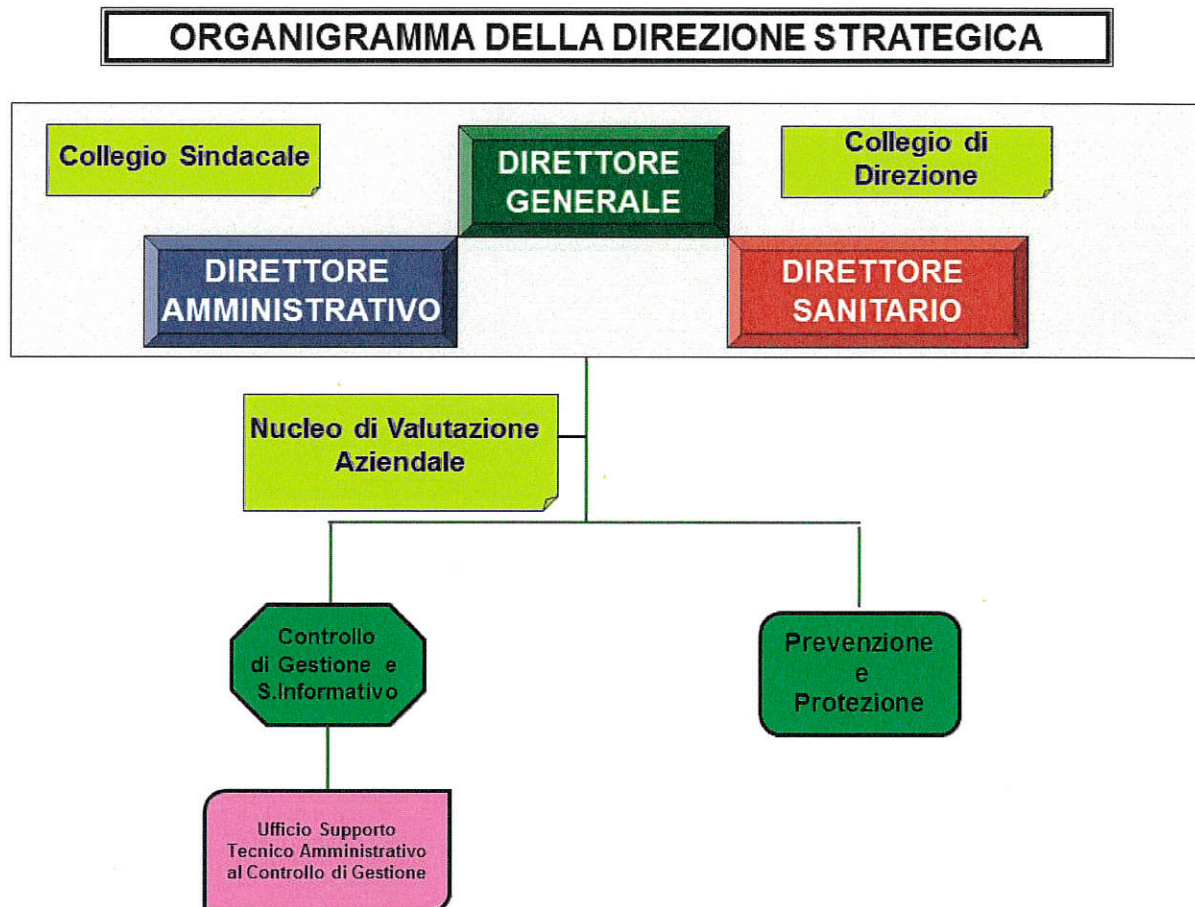 ORGANIGRAMMA DELLA DIREZIONE STRATEGICA
Collegio Sindacale
DIRETTORE
GENERALE
Collegio di
Direzione
DIRETTORE
AMMINISTRATIVO
DIRETTORE
SANITARIO
Nucleo di Valutazione
Aziendale
Controllo
di Gestione e
S.Informativo
Prevenzione
e
Protezione
Ufficio Supporto
Tecnico Amministrativo
al Controllo di Gestione